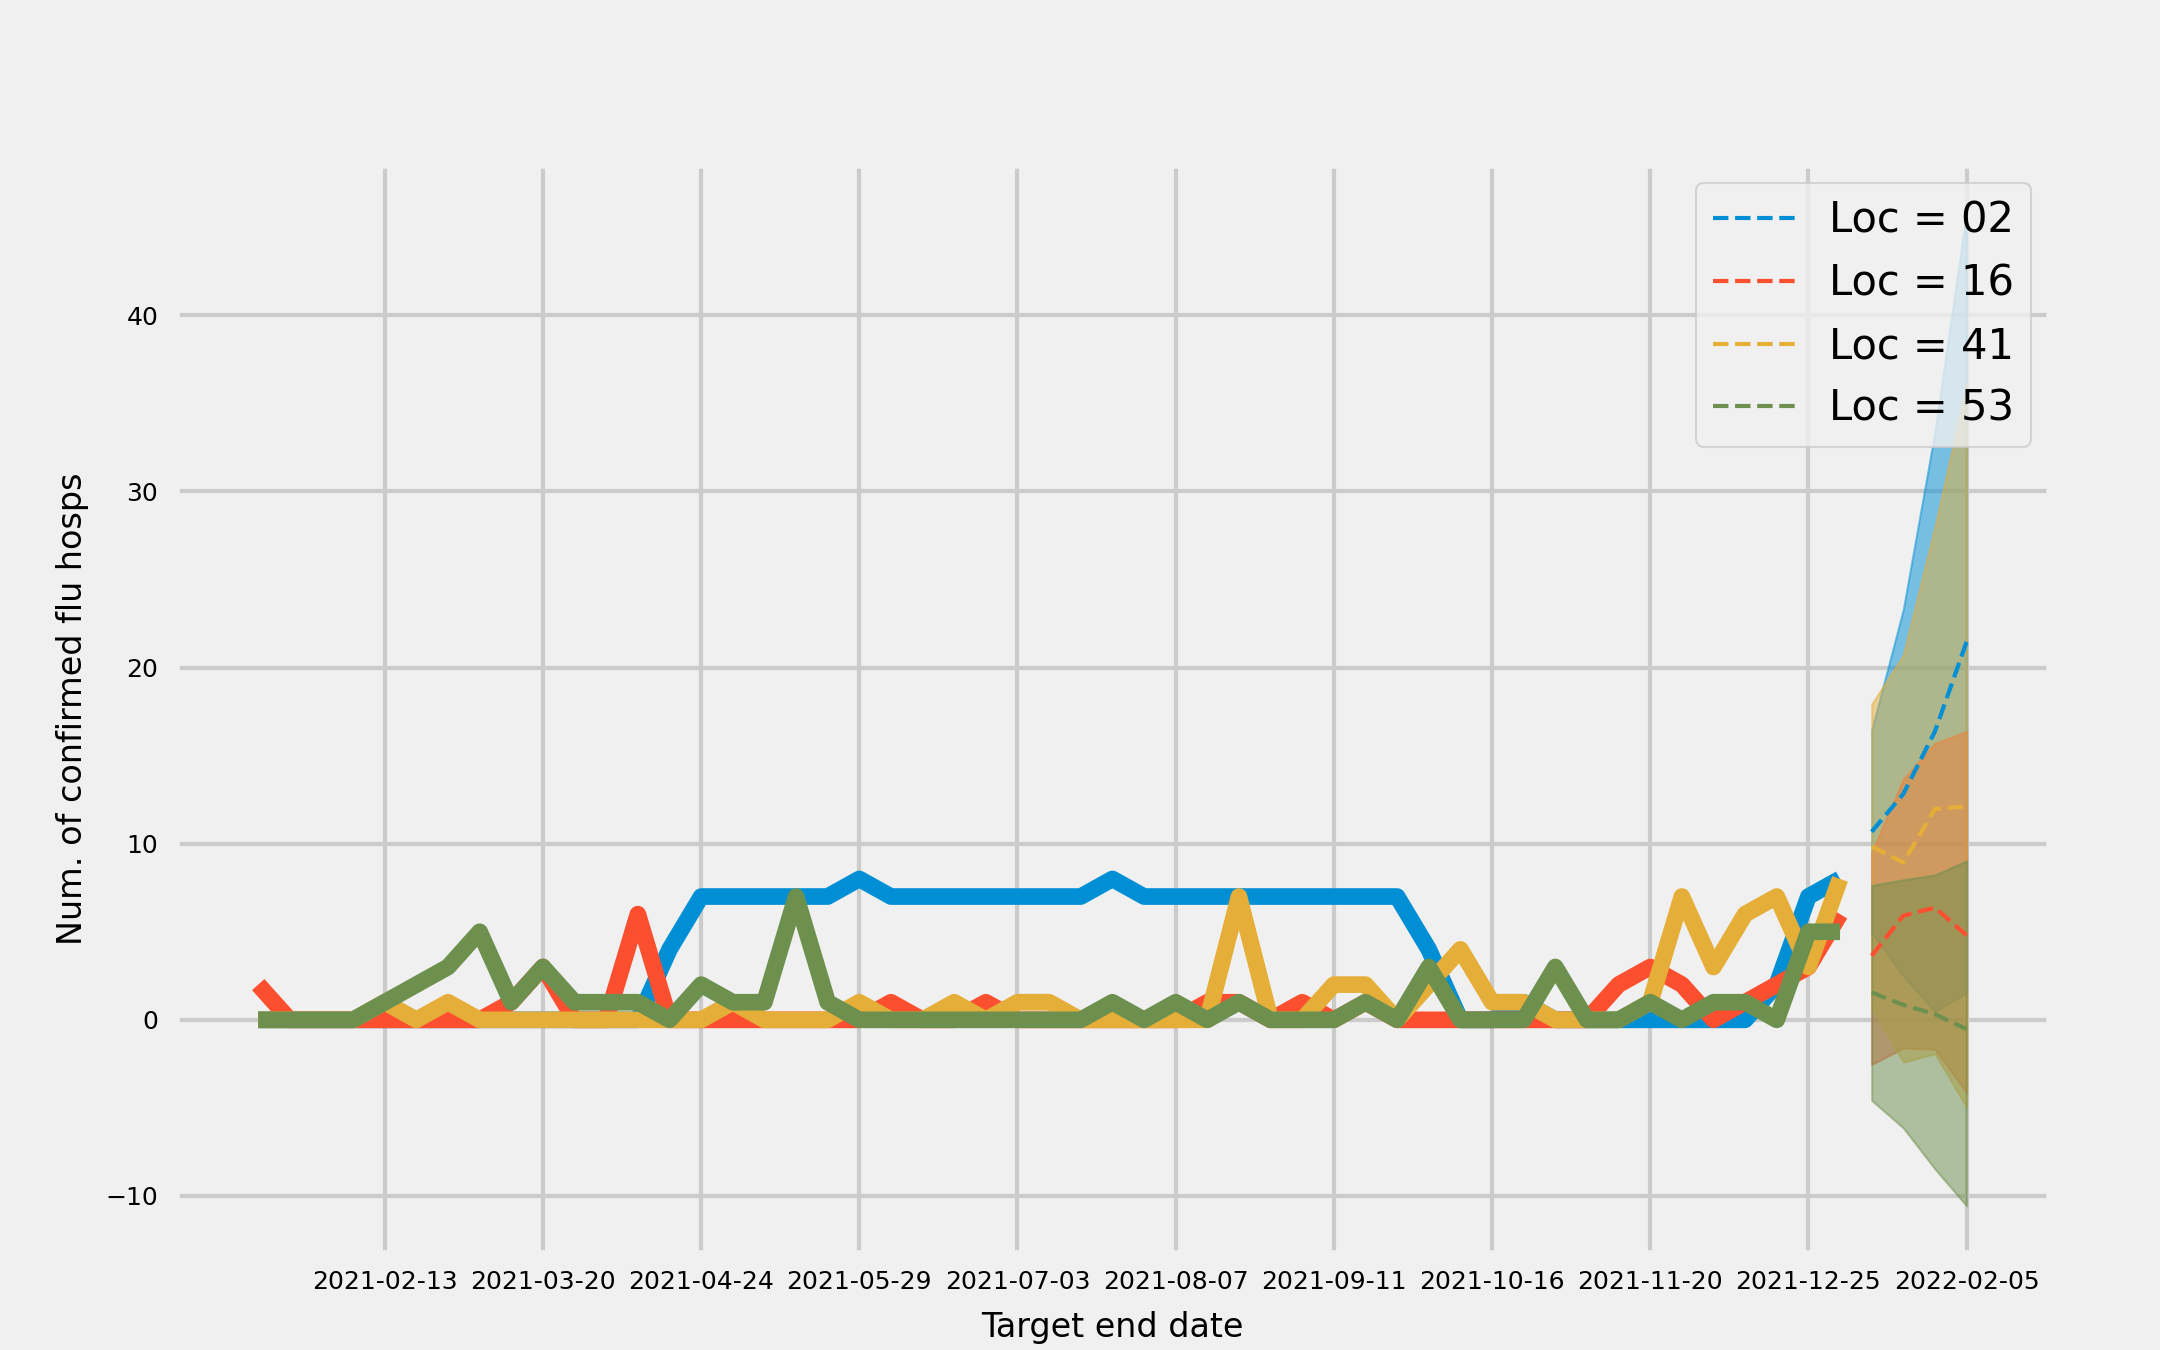 Loc = 02
Loc = 16
Loc = 41
Loc = 53
40
30
20
10
0
−10
Num. of confirmed flu hosps
2021-02-13 2021-03-20 2021-04-24 2021-05-29 2021-07-03 2021-08-07 2021-09-11 2021-10-16 2021-11-20 2021-12-25 2022-02-05
Target end date